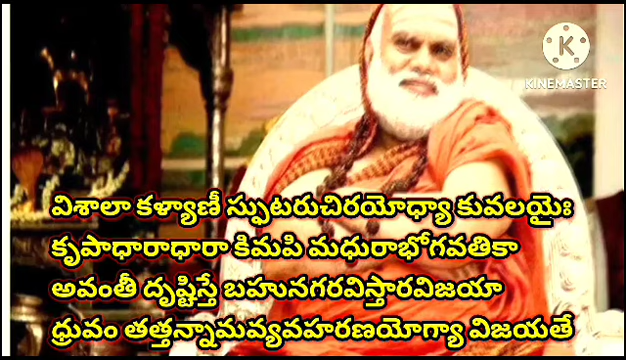 KINEMASTER
విశాలా కళ్యాణీ స్ఫుటరుచిరయోధ్యా కువలయైః
కృపాధారాధారా కిమపి మధురాభోగవతికా
అవంతీ దృష్టిస్తే బహునగరవిస్తారవిజయా
ధ్రువం తత్తన్నామవ్యవహరణయోగ్యా విజయతే